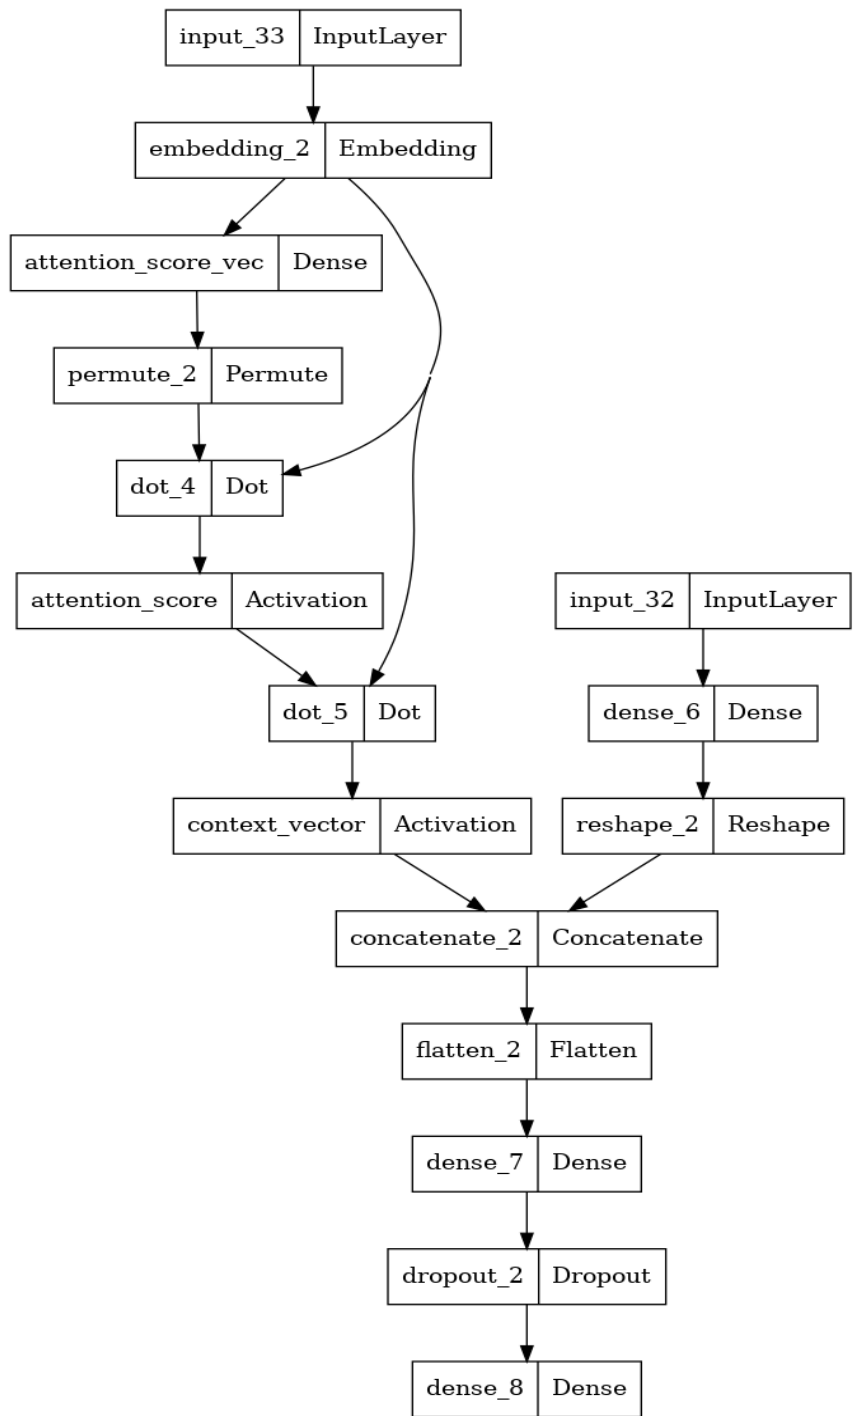 input_33 InputLayer
embedding_2 Embedding
attention_score_vec Dense
permute_2 Permute
dot_4 Dot
attention_score Activation
input_32 InputLayer
dot_5 Dot
dense_6 Dense
context_vector Activation
reshape_2 Reshape
concatenate_2 Concatenate
flatten_2 Flatten
dense_7 Dense
dropout_2 Dropout
dense_8 Dense